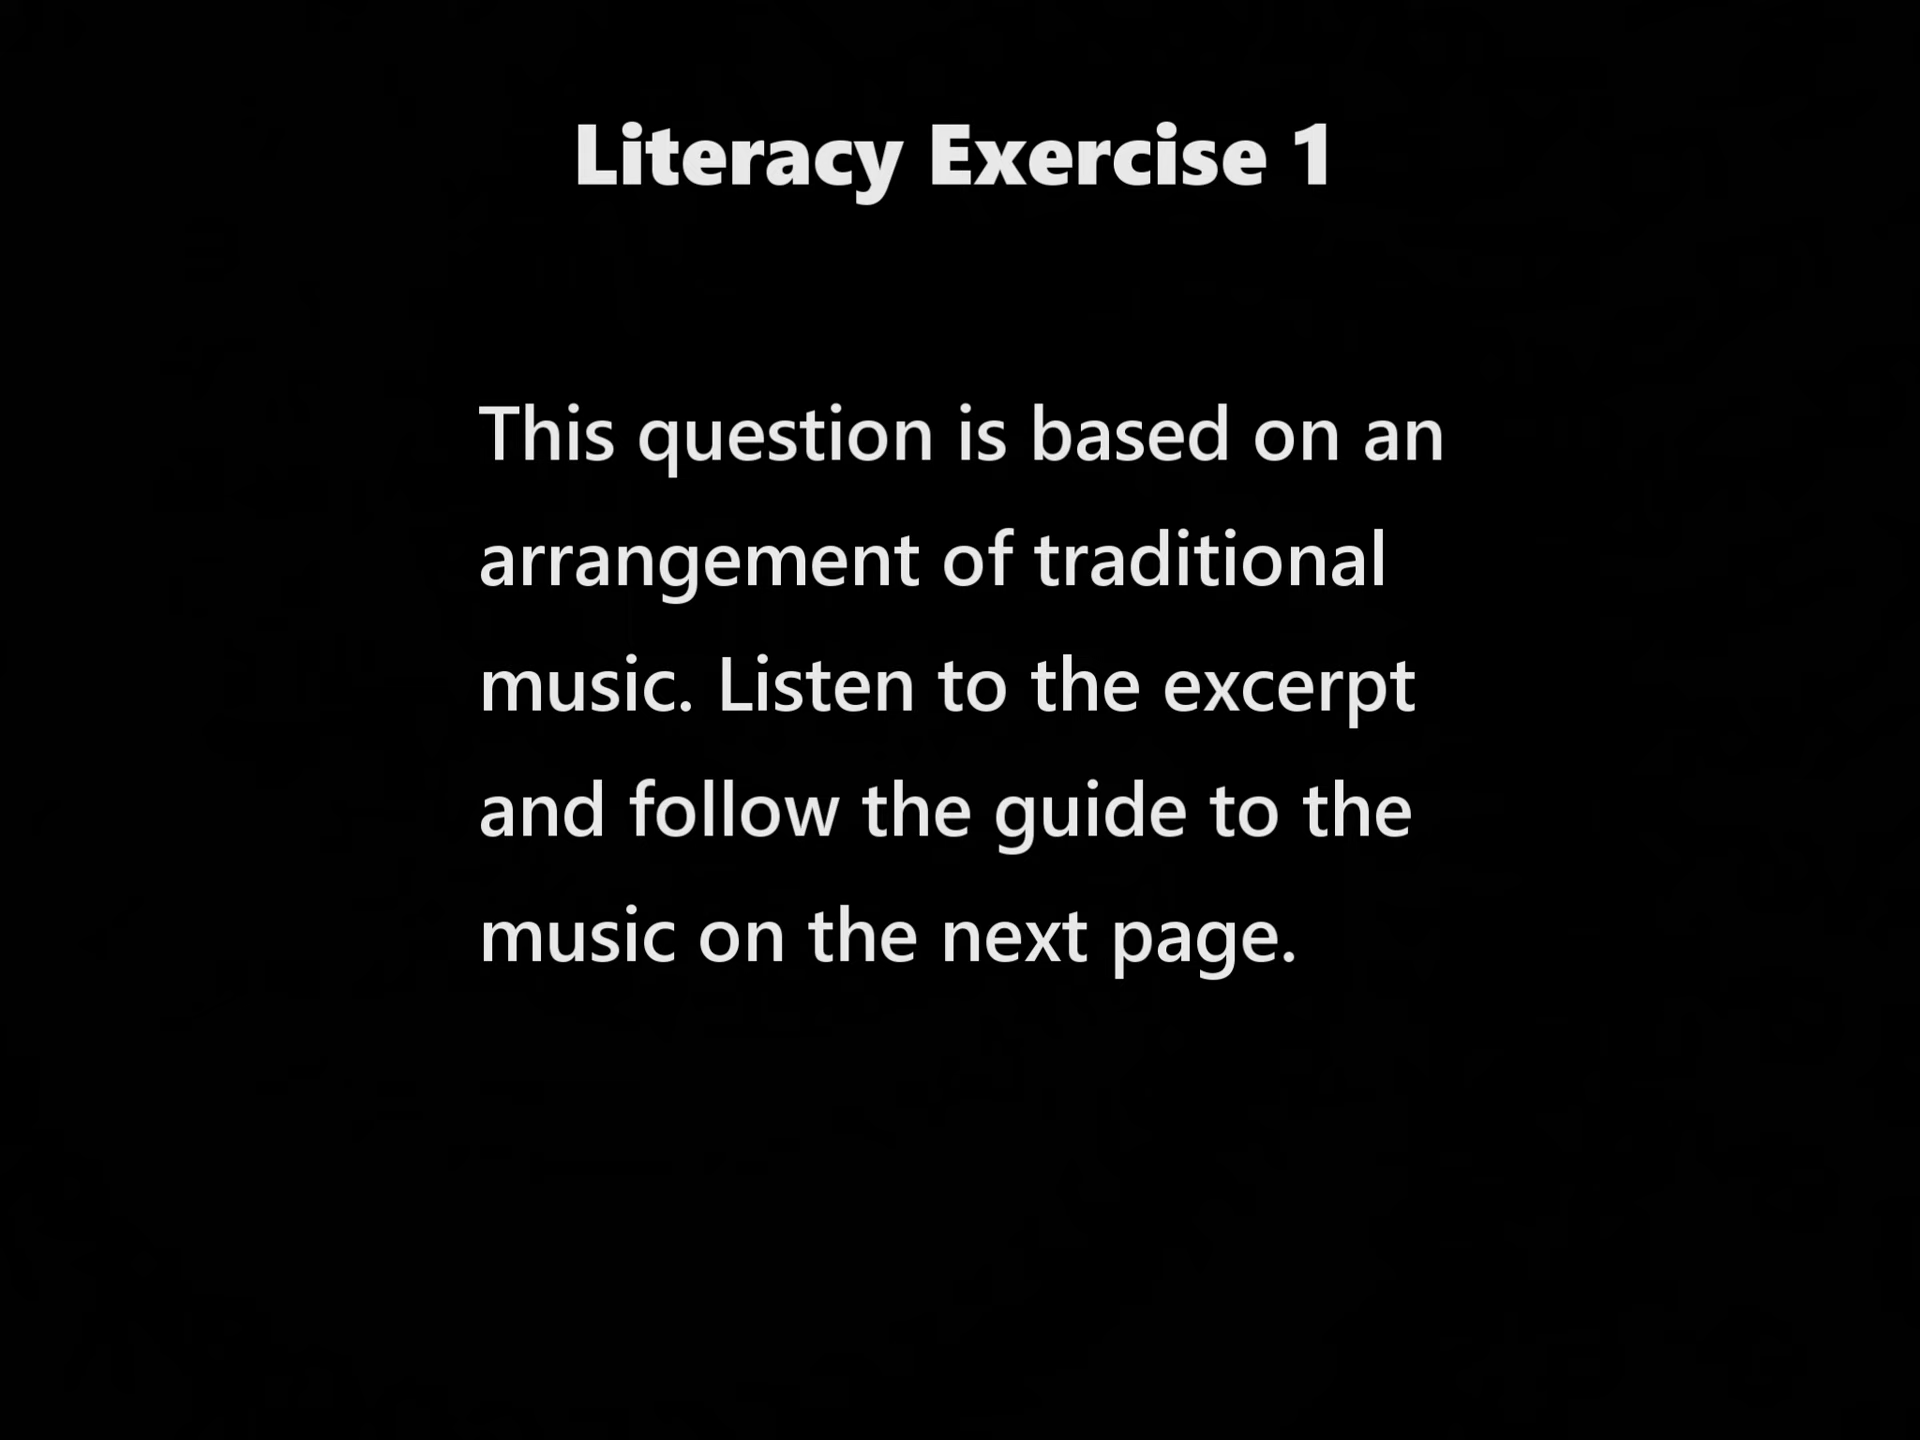 Literacy Exercise 1
This question is based on an
arrangement of traditional
music. Listen to the excerpt
and follow the guide to the
music on the next page.